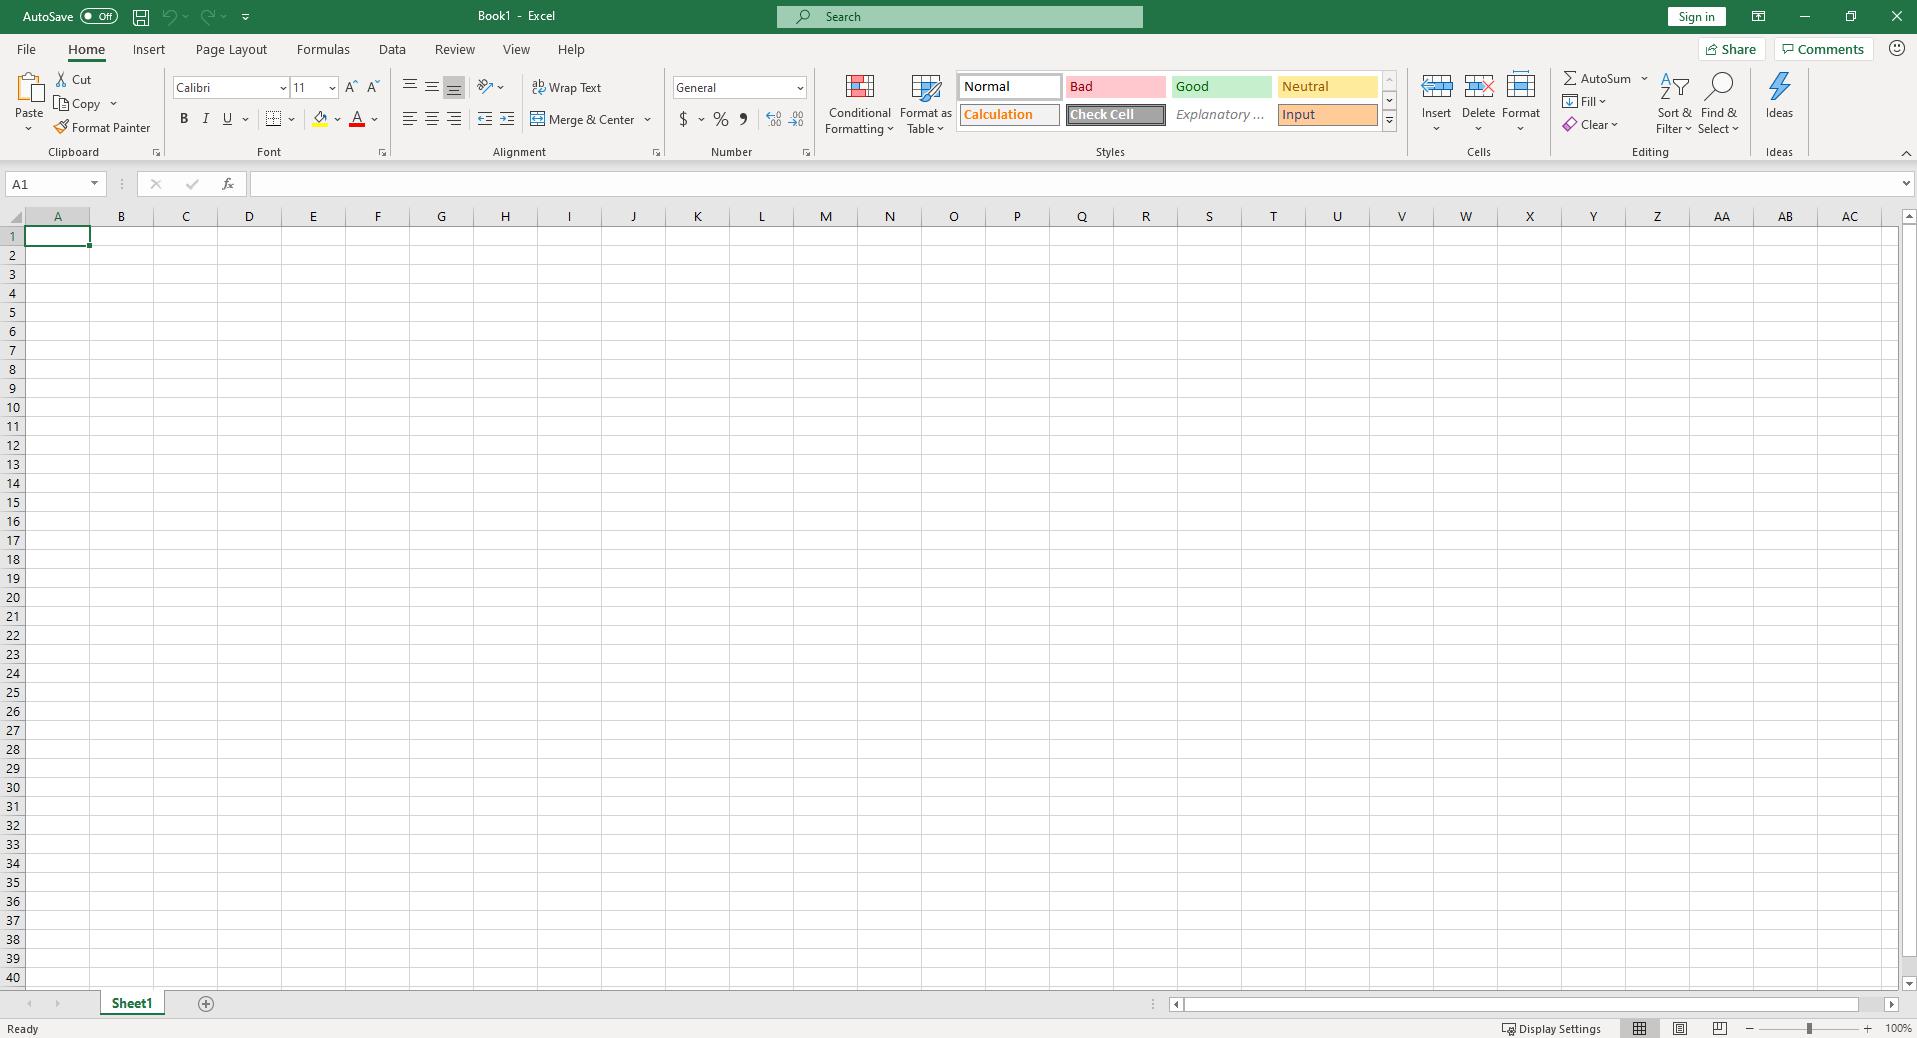 AutoSave Off Book1 - Excel Search Sign in
File Home Insert Page Layout Formulas Data Review View Help Share Comments
Paste Cut Copy Format Painter Clipboard
Calibri 11 B I U A Font
ab Wrap Text Merge & Center Alignment
General $ % Number
Conditional Formatting Format as Table Normal Bad Good Neutral
Calculation Check Cell Explanatory ... Input Styles
Insert Delete Format Cells
AutoSum Fill Clear Sort & Filter Find & Select Editing
Ideas Ideas
A1 fx
A B C D E F G H I J K L M N O P Q R S T U V W X Y Z AA AB AC
1
2
3
4
5
6
7
8
9
10
11
12
13
14
15
16
17
18
19
20
21
22
23
24
25
26
27
28
29
30
31
32
33
34
35
36
37
38
39
40
Sheet1
Ready Display Settings 100%